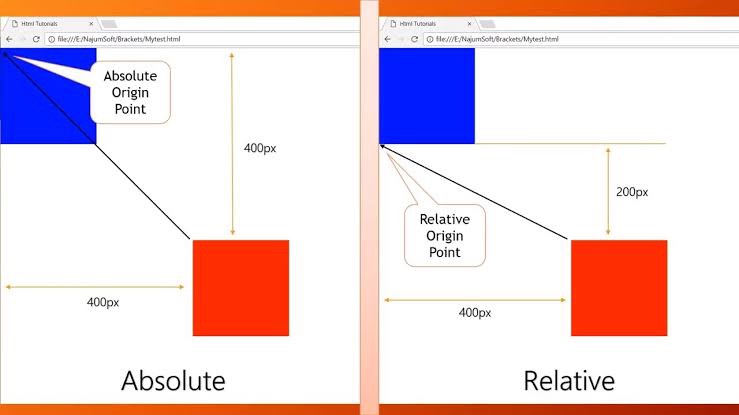 Html Tutorials
file:///E:/NajumSoft/Brackets/Mytest.html
Absolute
Origin
Point
400px
400px
Absolute
Html Tutorials
file:///E:/NajumSoft/Brackets/Mytest.html
200px
Relative
Origin
Point
400px
Relative